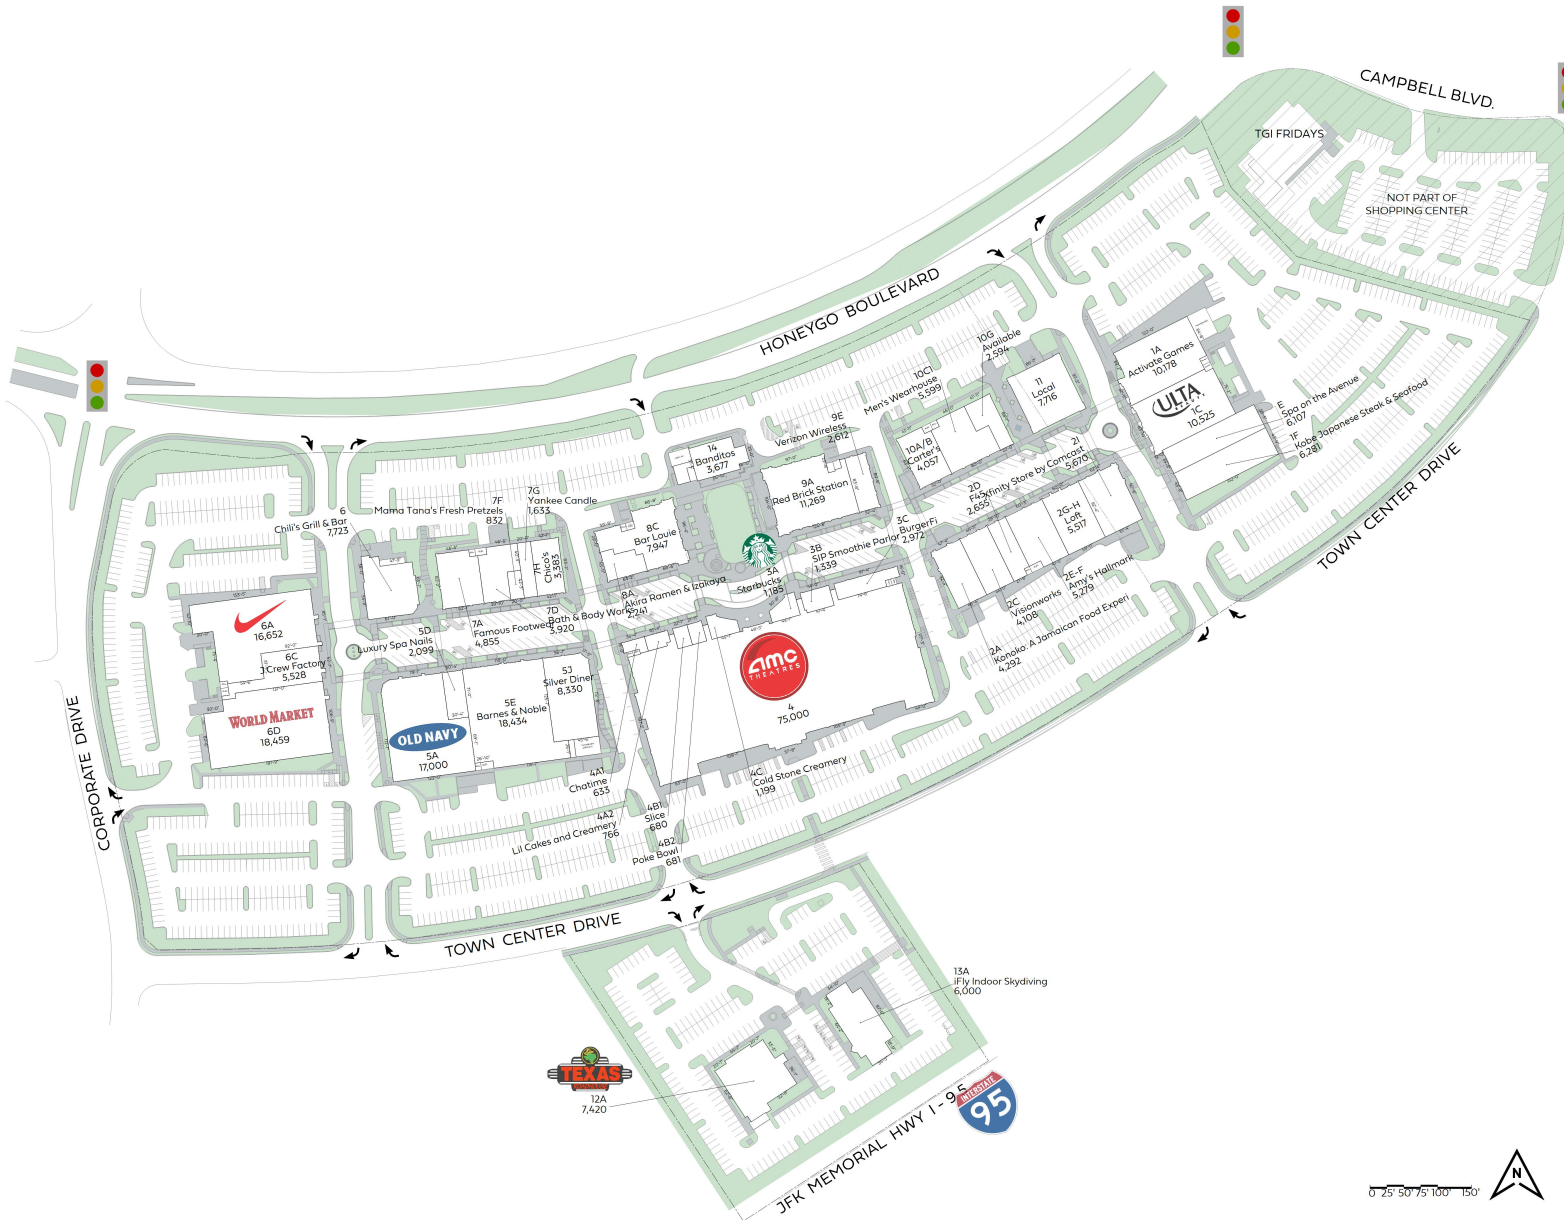 CAMPBELL BLVD.
TGI FRIDAYS
NOT PART OF
SHOPPING CENTER
HONEYGO BOULEVARD
10G
Available
2,594
11
Local
7,716
1A
Activate Games
10,178
ULTA
BEAUTY
1C
10,525
E
Spa on the Avenue
6,107
1F
Kobe Japanese Steak & Seafood
6,281
10C1
Men's Wearhouse
5,599
9E
Verizon Wireless
2,612
10A/B
Carter's
4,057
14
Banditos
3,677
9A
Red Brick Station
11,269
2I
Xfinity Store by Comcast
5,670
2D
F45
2,655
2G-H
Loft
5,517
3C
BurgerFi
2,972
3B
SIP Smoothie Parlor
1,339
3A
Starbucks
1,185
8C
Bar Louie
7,947
8A
Akira Ramen & Izakaya
2,241
7G
Yankee Candle
1,633
7F
Mama Tana's Fresh Pretzels
832
6
Chili's Grill & Bar
7,723
7H
Chico's
3,383
7D
Bath & Body Works
3,920
7A
Famous Footwear
4,855
5D
Luxury Spa Nails
2,099
6A
16,652
6C
J Crew Factory
5,528
WORLD MARKET
6D
18,459
OLD NAVY
5A
17,000
5E
Barnes & Noble
18,434
5J
Silver Diner
8,330
amc
THEATRES
4
75,000
2E-F
Amy's Hallmark
5,279
2C
Visionworks
4,108
2A
Konoko: A Jamaican Food Experi
4,292
TOWN CENTER DRIVE
4A1
Chatime
633
4A2
Lil Cakes and Creamery
766
4B1
Slice
680
4B2
Poke Bowl
681
4C
Cold Stone Creamery
1,199
CORPORATE DRIVE
TOWN CENTER DRIVE
13A
iFly Indoor Skydiving
6,000
TEXAS
12A
7,420
JFK MEMORIAL HWY I-95
INTERSTATE
95
N
0 25' 50' 75' 100' 150'